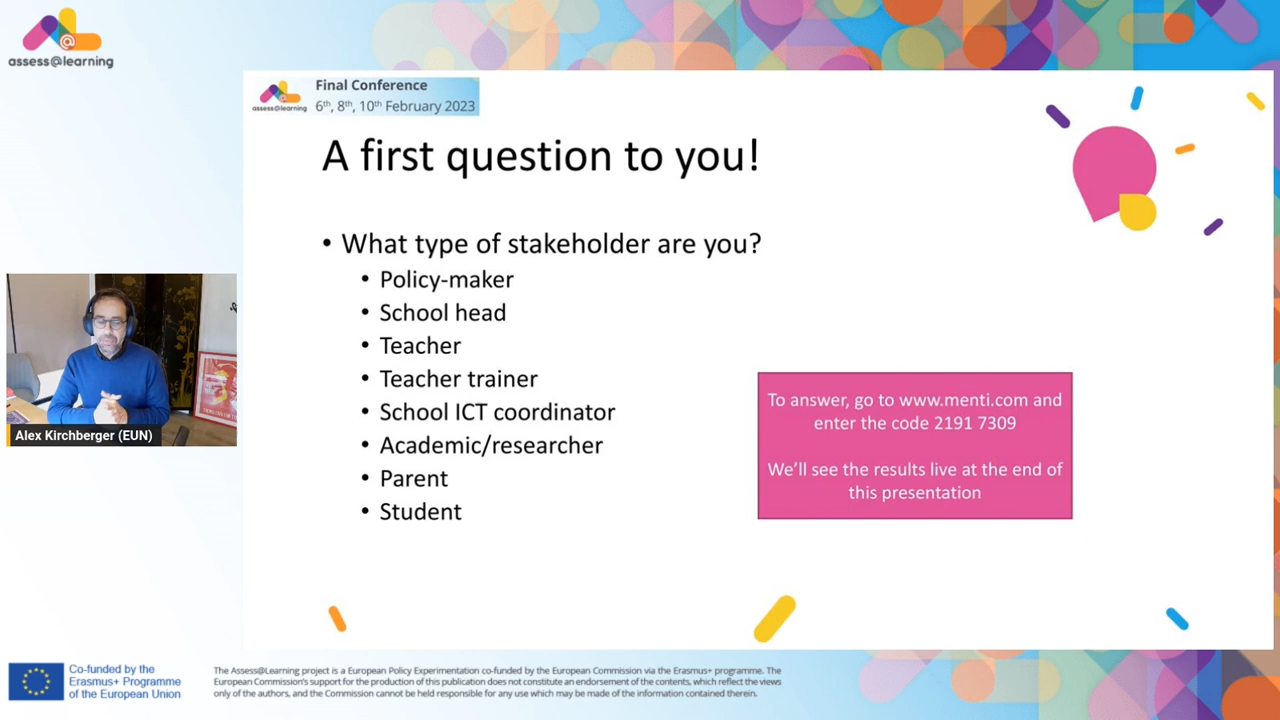 assess@learning
assess@learning
Final Conference
6th, 8th, 10th February 2023
A first question to you!
• What type of stakeholder are you?
• Policy-maker
• School head
• Teacher
• Teacher trainer
• School ICT coordinator
• Academic/researcher
• Parent
• Student
To answer, go to www.menti.com and
enter the code 2191 7309
We'll see the results live at the end of
this presentation
Alex Kirchberger (EUN)
Co-funded by the
Erasmus+ Programme
of the European Union
The Assess@Learning project is a European Policy Experimentation co-funded by the European Commission via the Erasmus+ programme. The
European Commission's support for the production of this publication does not constitute an endorsement of the contents, which reflect the views
only of the authors, and the Commission cannot be held responsible for any use which may be made of the information contained therein.